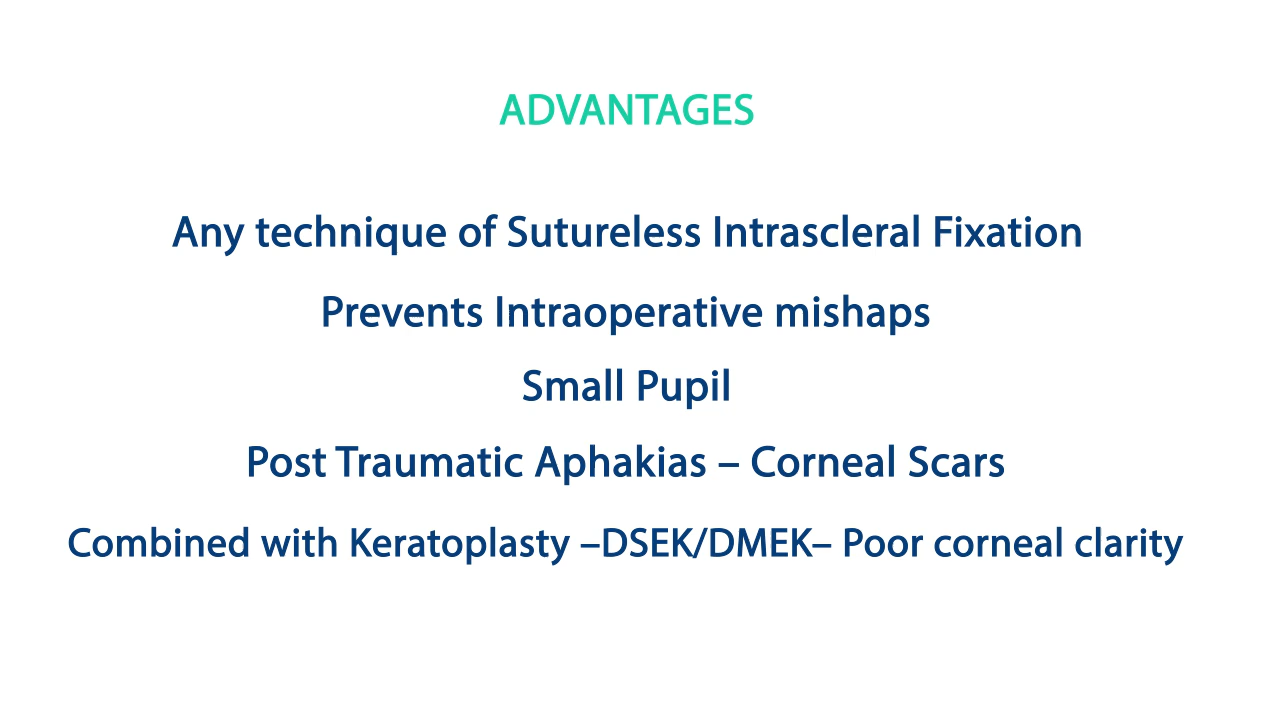 ADVANTAGES
Any technique of Sutureless Intrascleral Fixation
Prevents Intraoperative mishaps
Small Pupil
Post Traumatic Aphakias – Corneal Scars
Combined with Keratoplasty –DSEK/DMEK– Poor corneal clarity